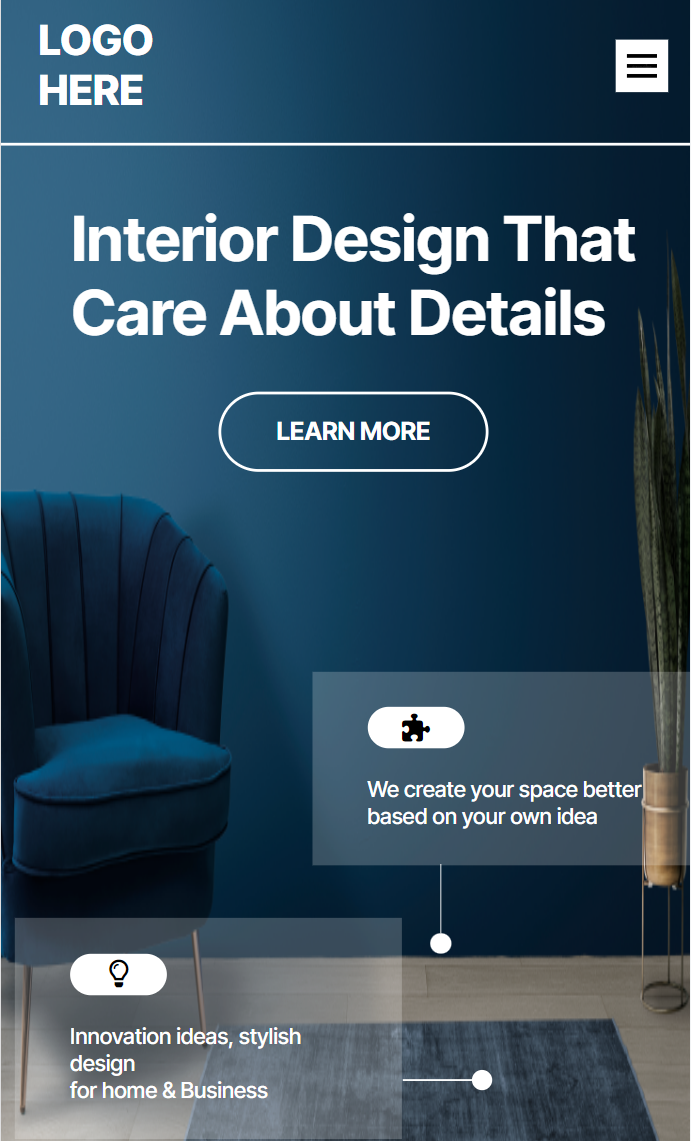 LOGO
HERE
Interior Design That
Care About Details
LEARN MORE
We create your space better
based on your own idea
Innovation ideas, stylish
design
for home & Business